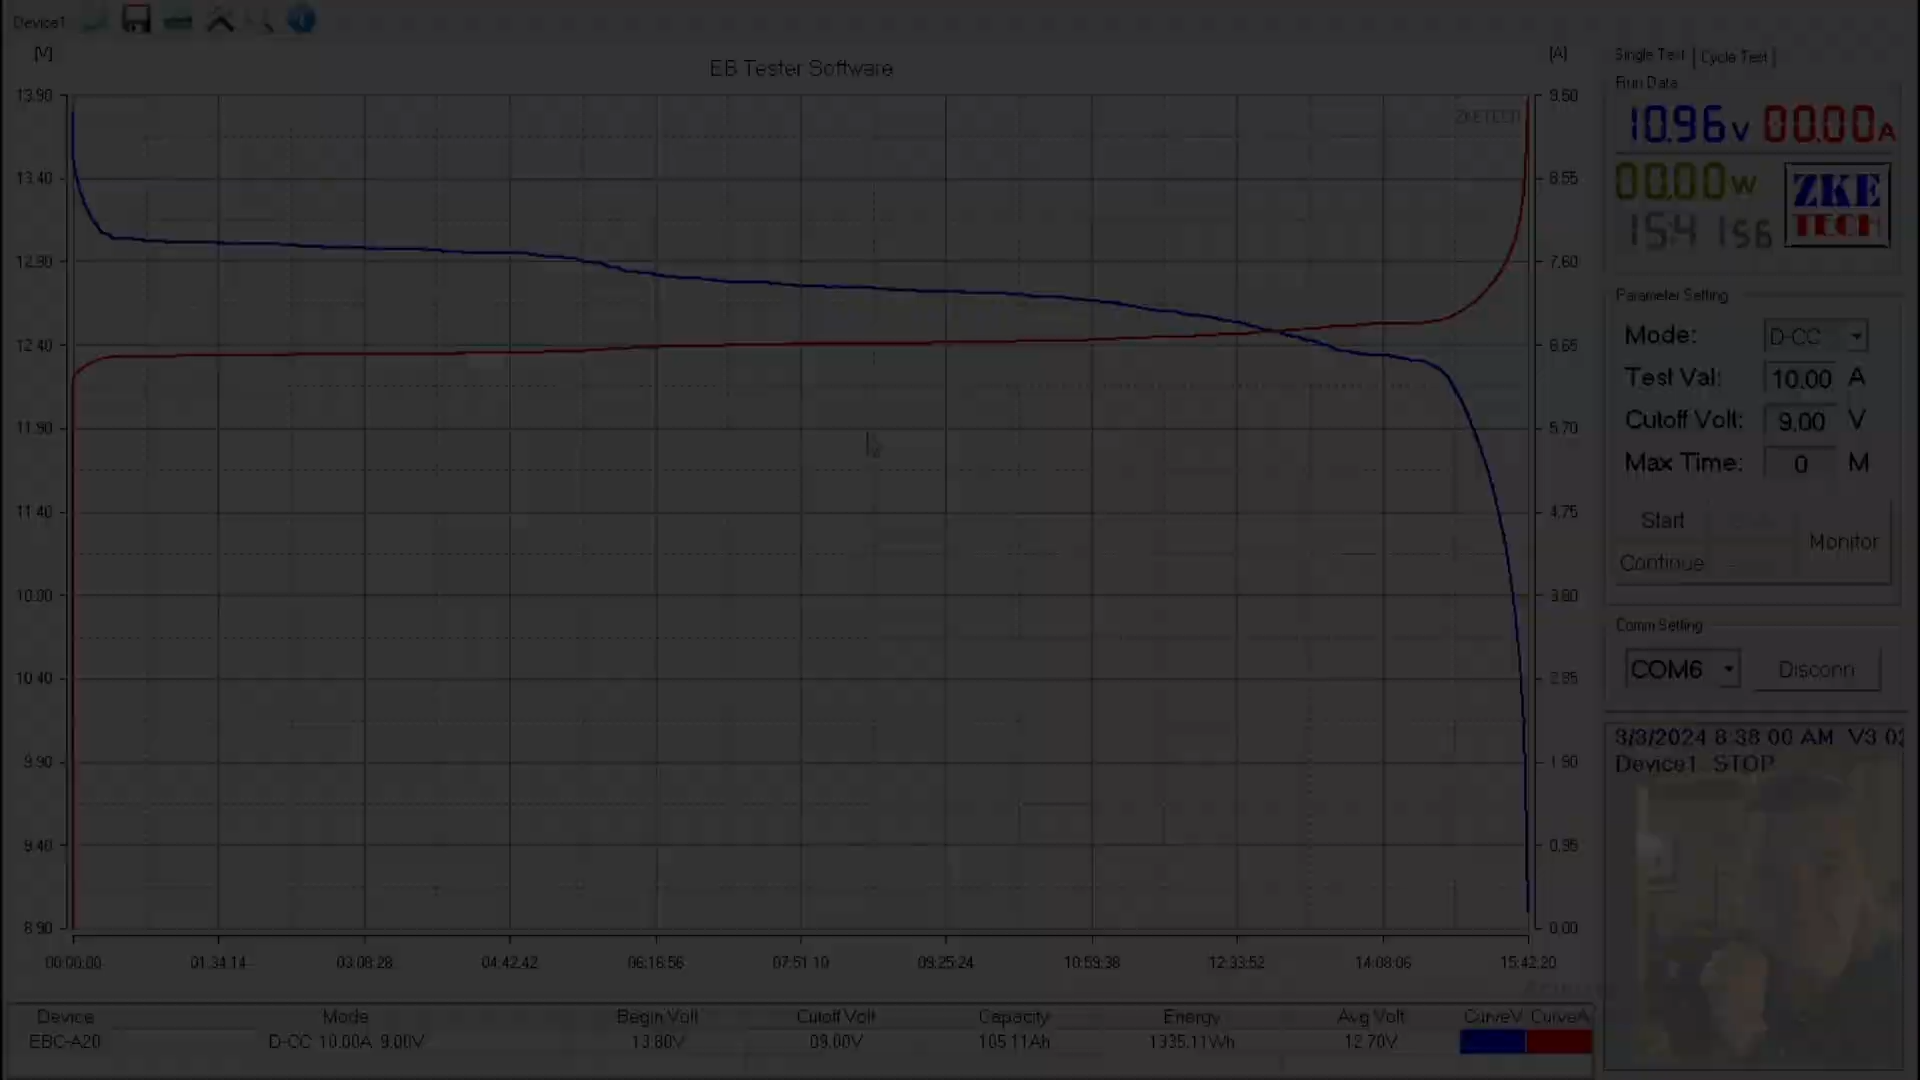 Device1
[V]
EB Tester Software
[A]
ZKETECH
13.90
13.40
12.90
12.40
11.90
11.40
10.90
10.40
9.90
9.40
8.90
9.50
8.55
7.60
6.65
5.70
4.75
3.80
2.85
1.90
0.95
0.00
00:00:00
01:34:14
03:08:28
04:42:42
06:16:56
07:51:10
09:25:24
10:59:38
12:33:52
14:08:06
15:42:20
Device Mode Begin Volt Cutoff Volt Capacity Energy Avg Volt CurveV CurveA
EBC-A20 D-CC 10.00A 9.00V 13.80V 09.00V 105.11Ah 1335.11Wh 12.70V
Single Test Cycle Test
Run Data
10.96V 00.00A
00.00W
ZKE
TECH
Parameter Setting
Mode: D-CC
Test Val: 10.00 A
Cutoff Volt: 9.00 V
Max Time: 0 M
Start
Monitor
Continue
Comm Setting
COM6 Disconn
3/3/2024 8:38:00 AM V3.02
Device1: STOP